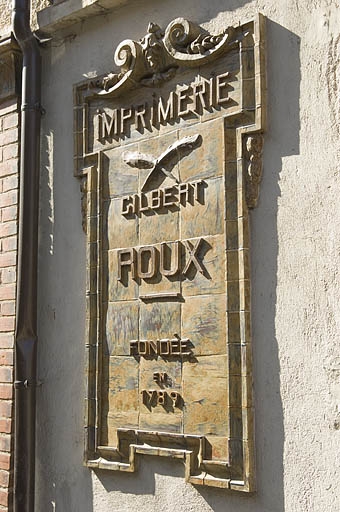 IMPRIMERIE
GILBERT
ROUX
FONDÉE
EN
1789